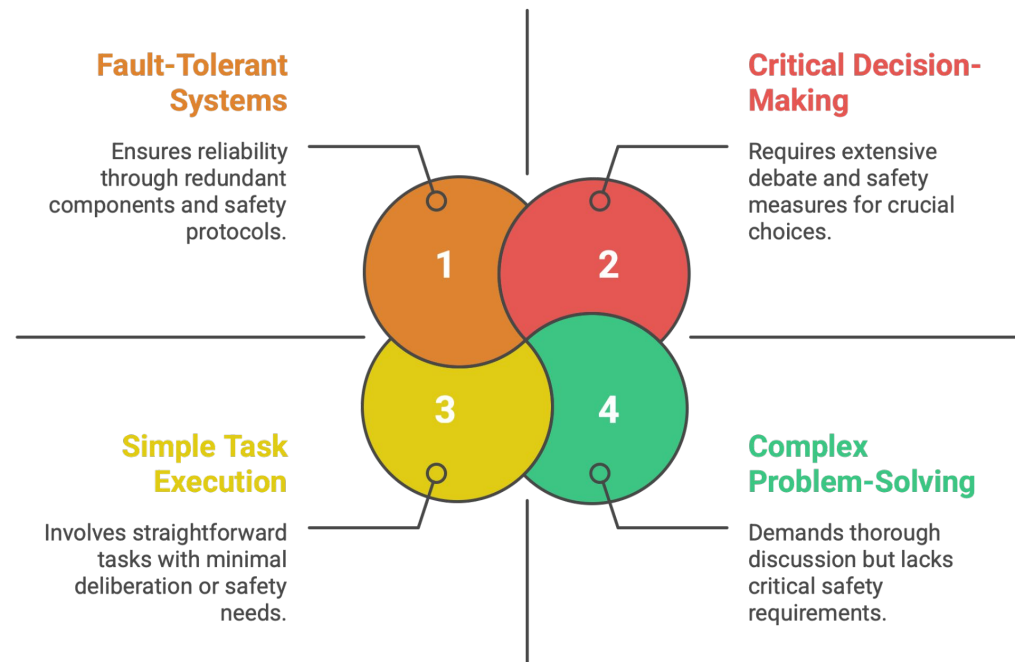 Fault-Tolerant
Systems
Ensures reliability
through redundant
components and safety
protocols.
1
Critical Decision-
Making
Requires extensive
debate and safety
measures for crucial
choices.
2
Simple Task
Execution
Involves straightforward
tasks with minimal
deliberation or safety
needs.
3
Complex
Problem-Solving
Demands thorough
discussion but lacks
critical safety
requirements.
4